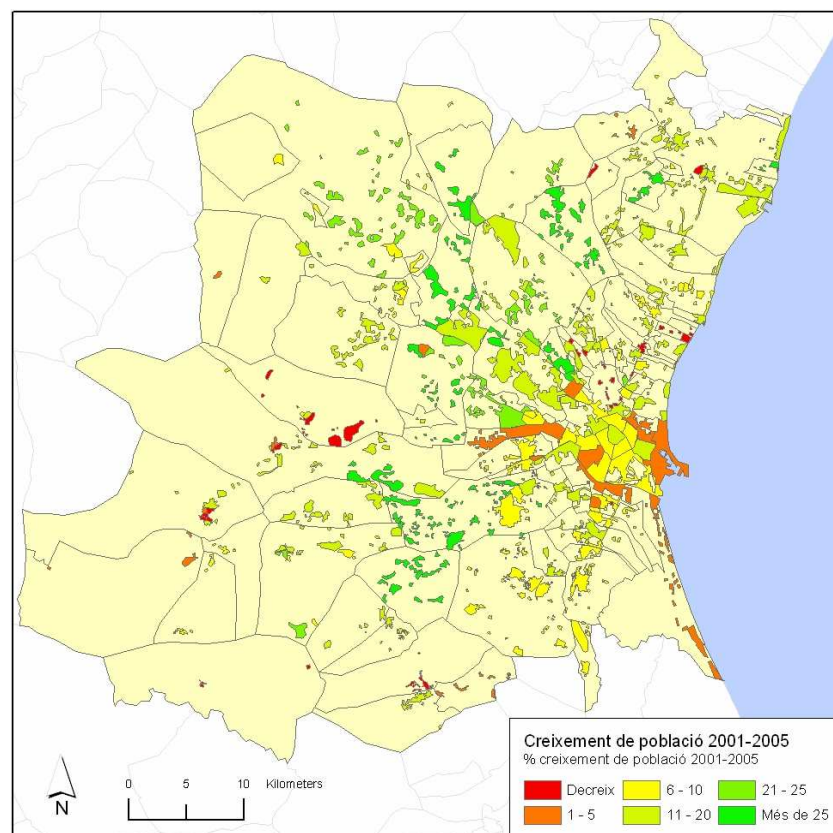 Creixement de població 2001-2005
% creixement de població 2001-2005
Decreix 6 - 10 21 - 25
1 - 5 11 - 20 Més de 25
0 5 10 Kilometers
N